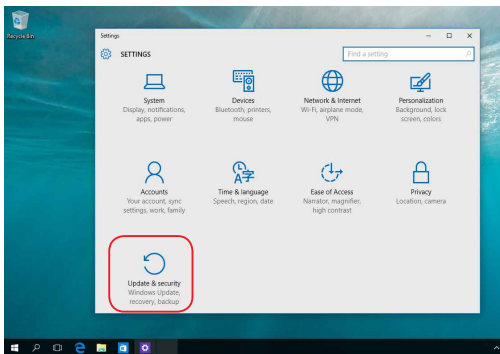 Recycle Bin
Settings
SETTINGS
Find a setting
System
Display, notifications,
apps, power
Devices
Bluetooth, printers,
mouse
Network & Internet
Wi-Fi, airplane mode,
VPN
Personalization
Background, lock
screen, colors
Accounts
Your account, sync
settings, work, family
Time & language
Speech, region, date
Ease of Access
Narrator, magnifier,
high contrast
Privacy
Location, camera
Update & security
Windows Update,
recovery, backup